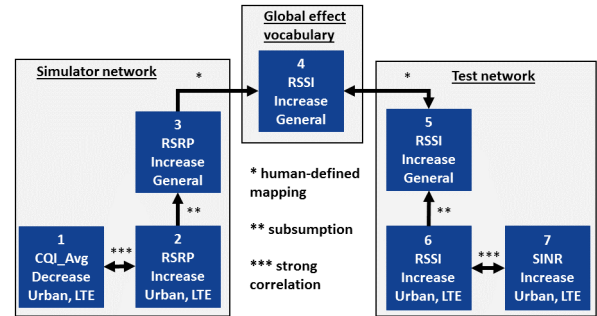 Global effect
vocabulary
Simulator network
Test network
*
*
4
RSSI
Increase
General
3
RSRP
Increase
General
5
RSSI
Increase
General
* human-defined
mapping
** subsumption
*** strong
correlation
**
**
1
CQI_Avg
Decrease
Urban, LTE
***
2
RSRP
Increase
Urban, LTE
6
RSSI
Increase
Urban, LTE
***
7
SINR
Increase
Urban, LTE